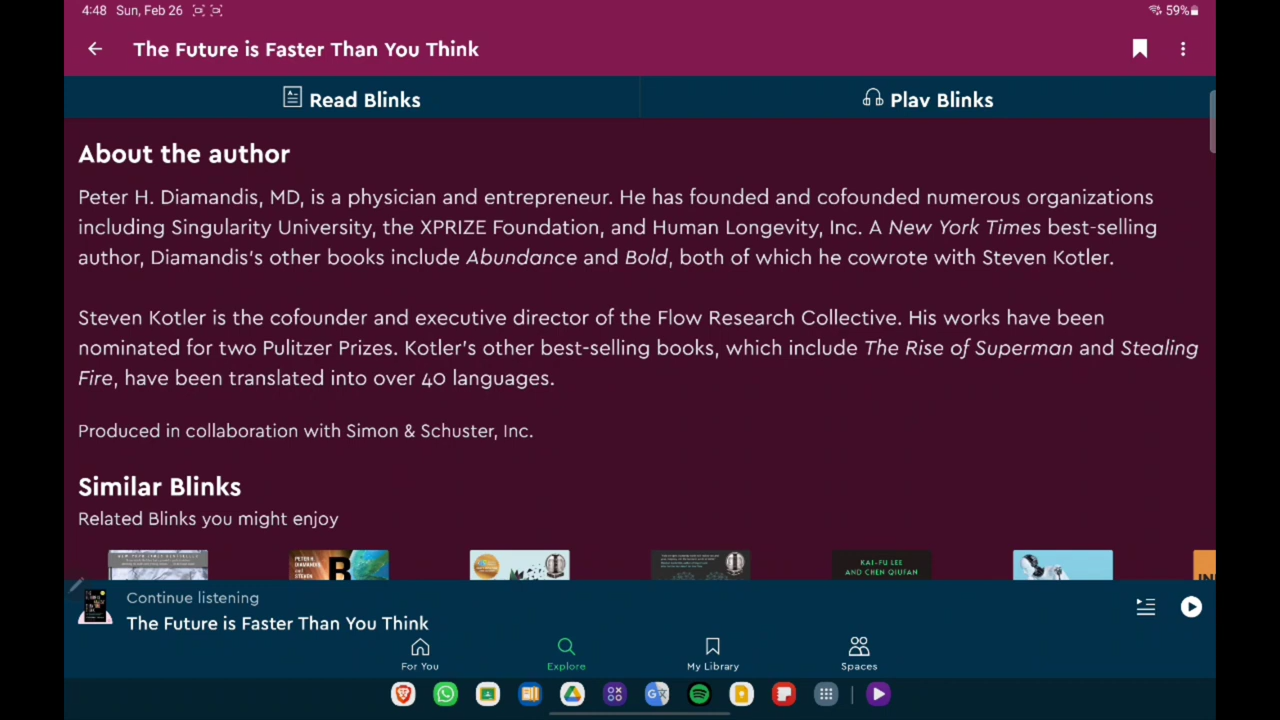 4:48 Sun, Feb 26
59%
The Future is Faster Than You Think
Read Blinks
Play Blinks
About the author
Peter H. Diamandis, MD, is a physician and entrepreneur. He has founded and cofounded numerous organizations
including Singularity University, the XPRIZE Foundation, and Human Longevity, Inc. A New York Times best-selling
author, Diamandis's other books include Abundance and Bold, both of which he cowrote with Steven Kotler.
Steven Kotler is the cofounder and executive director of the Flow Research Collective. His works have been
nominated for two Pulitzer Prizes. Kotler's other best-selling books, which include The Rise of Superman and Stealing
Fire, have been translated into over 40 languages.
Produced in collaboration with Simon & Schuster, Inc.
Similar Blinks
Related Blinks you might enjoy
PETER H.
DIAMANDIS
and
STEVEN
B
KAI-FU LEE
AND CHEN QIUFAN
Continue listening
The Future is Faster Than You Think
For You
Explore
My Library
Spaces